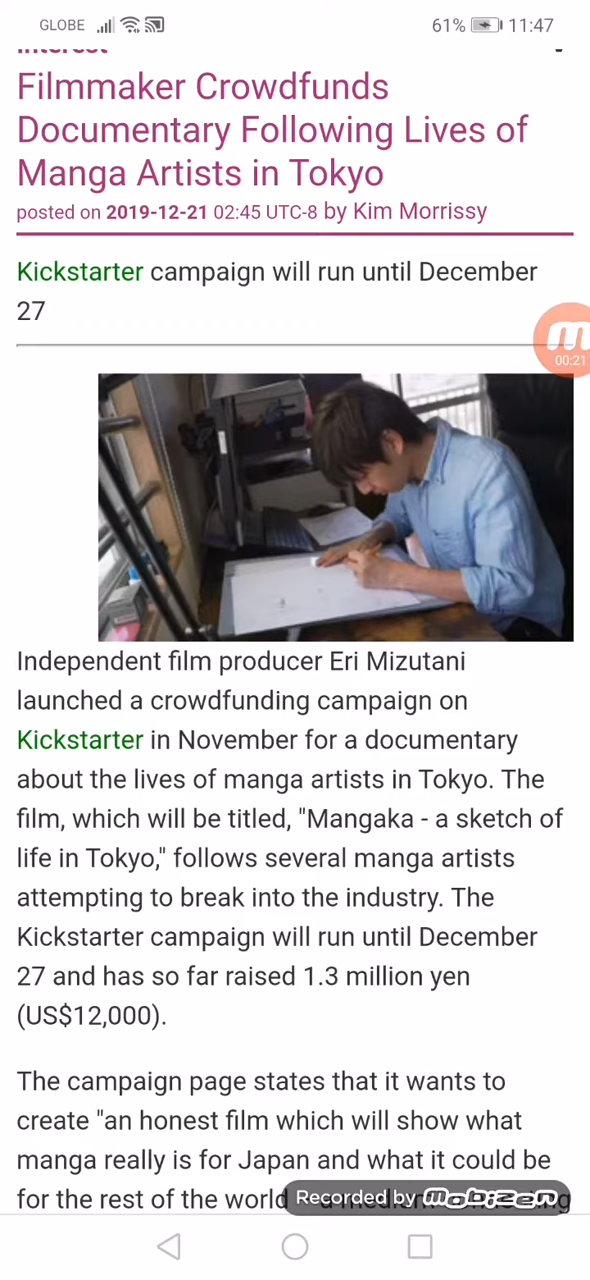 GLOBE 61% 11:47
Interest
Filmmaker Crowdfunds
Documentary Following Lives of
Manga Artists in Tokyo
posted on 2019-12-21 02:45 UTC-8 by Kim Morrissy
Kickstarter campaign will run until December
27
00:21
Independent film producer Eri Mizutani
launched a crowdfunding campaign on
Kickstarter in November for a documentary
about the lives of manga artists in Tokyo. The
film, which will be titled, "Mangaka - a sketch of
life in Tokyo," follows several manga artists
attempting to break into the industry. The
Kickstarter campaign will run until December
27 and has so far raised 1.3 million yen
(US$12,000).
The campaign page states that it wants to
create "an honest film which will show what
manga really is for Japan and what it could be
for the rest of the world
Recorded by mobizen